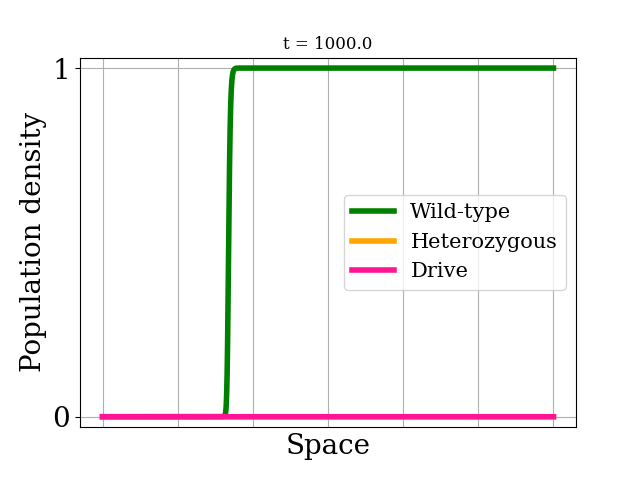 t = 1000.0
1
Population density
Wild-type
Heterozygous
Drive
0
Space